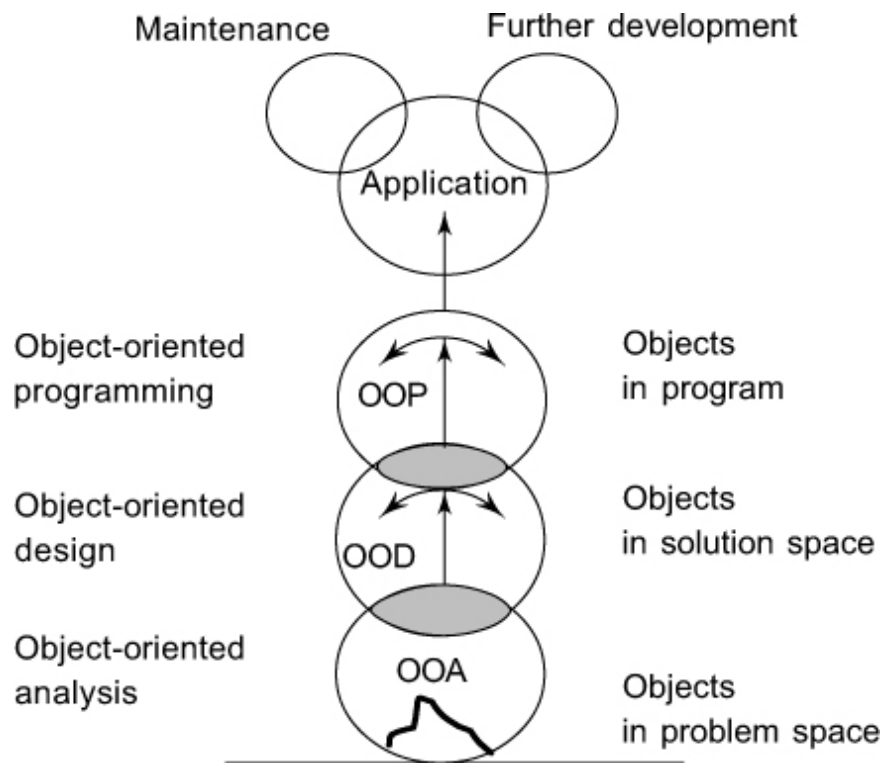 Maintenance
Further development
Application
Object-oriented
programming
OOP
Objects
in program
Object-oriented
design
OOD
Objects
in solution space
Object-oriented
analysis
OOA
Objects
in problem space